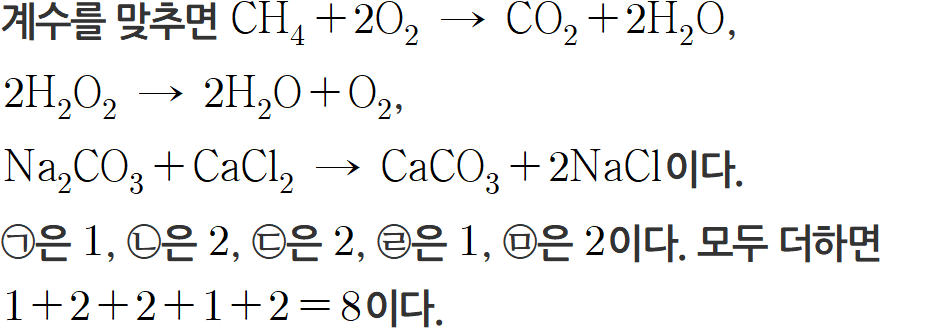 계수를 맞추면 CH₄+2O₂ → CO₂+2H₂O,
2H₂O₂ → 2H₂O+O₂,
Na₂CO₃+CaCl₂ → CaCO₃+2NaCl이다.
㉠은 1, ㉡은 2, ㉢은 2, ㉣은 1, ㉤은 2이다. 모두 더하면
1+2+2+1+2=8이다.